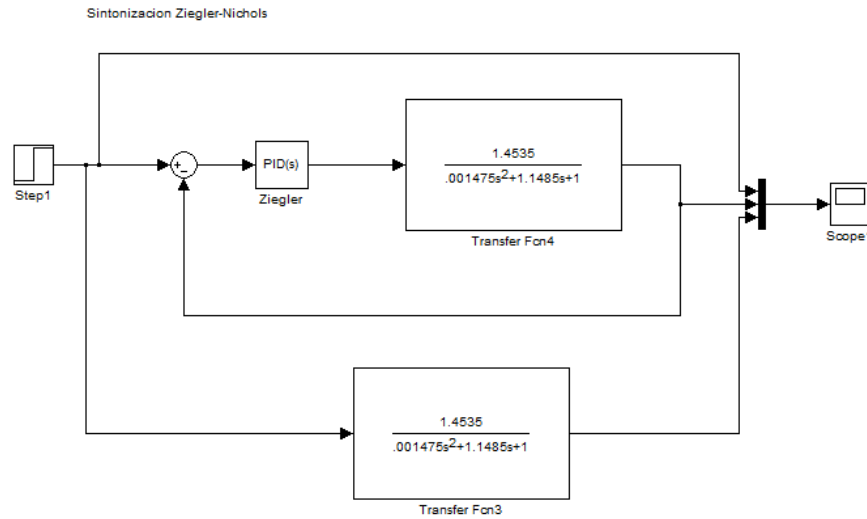 Sintonizacion Ziegler-Nichols
Step1
+
−
PID(s)
Ziegler
1.4535
.001475s2+1.1485s+1
Transfer Fcn4
Scope1
1.4535
.001475s2+1.1485s+1
Transfer Fcn3